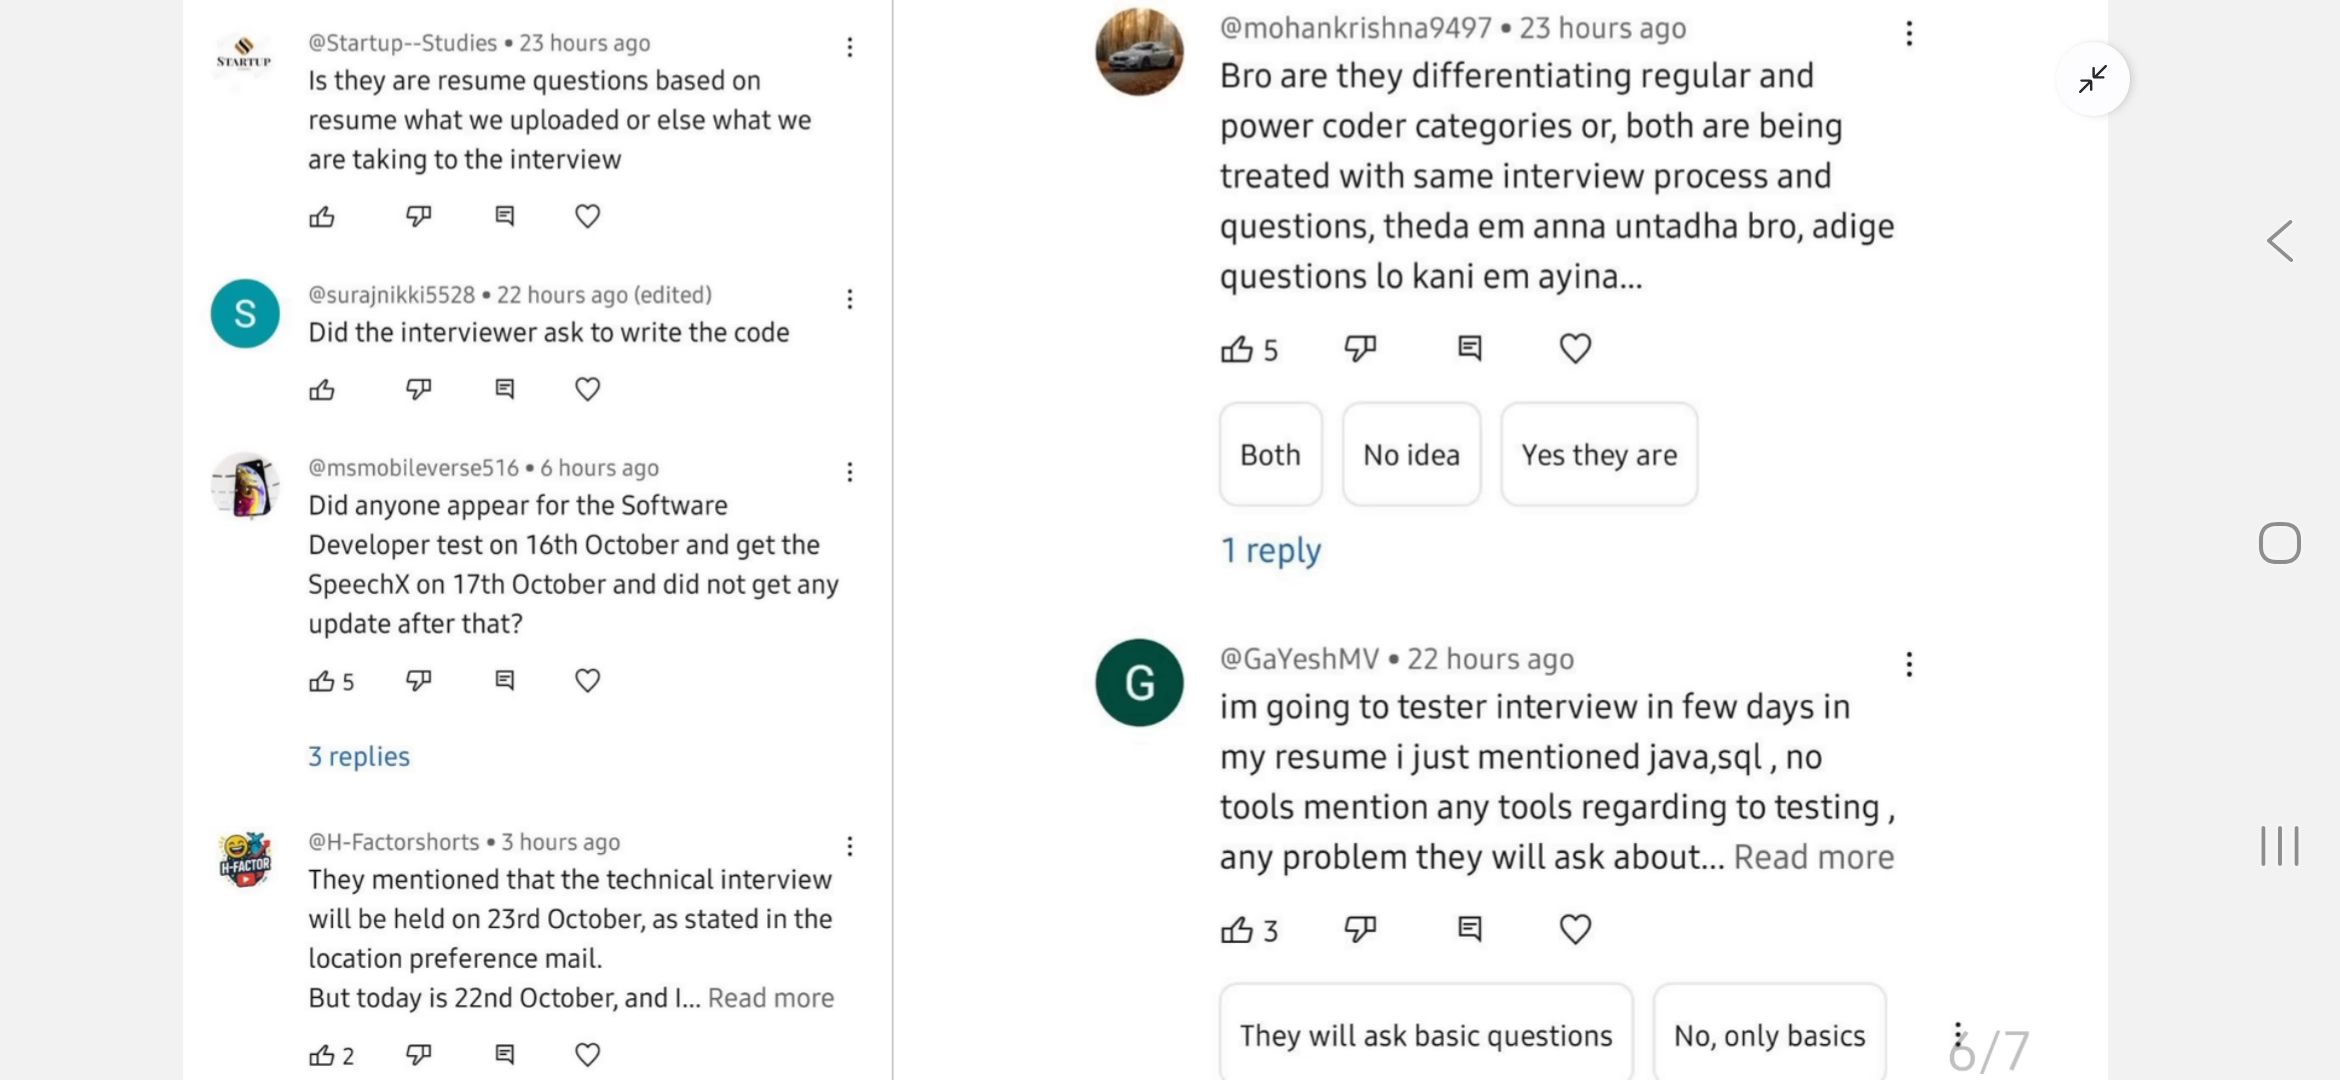 STARTUP
@Startup--Studies • 23 hours ago
Is they are resume questions based on
resume what we uploaded or else what we
are taking to the interview
S
@surajnikki5528 • 22 hours ago (edited)
Did the interviewer ask to write the code
@msmobileverse516 • 6 hours ago
Did anyone appear for the Software
Developer test on 16th October and get the
SpeechX on 17th October and did not get any
update after that?
5
3 replies
H-FACTOR
@H-Factorshorts • 3 hours ago
They mentioned that the technical interview
will be held on 23rd October, as stated in the
location preference mail.
But today is 22nd October, and I... Read more
2
@mohankrishna9497 • 23 hours ago
Bro are they differentiating regular and
power coder categories or, both are being
treated with same interview process and
questions, theda em anna untadha bro, adige
questions lo kani em ayina...
5
Both
No idea
Yes they are
1 reply
G
@GaYeshMV • 22 hours ago
im going to tester interview in few days in
my resume i just mentioned java,sql , no
tools mention any tools regarding to testing ,
any problem they will ask about... Read more
3
They will ask basic questions
No, only basics
6/7